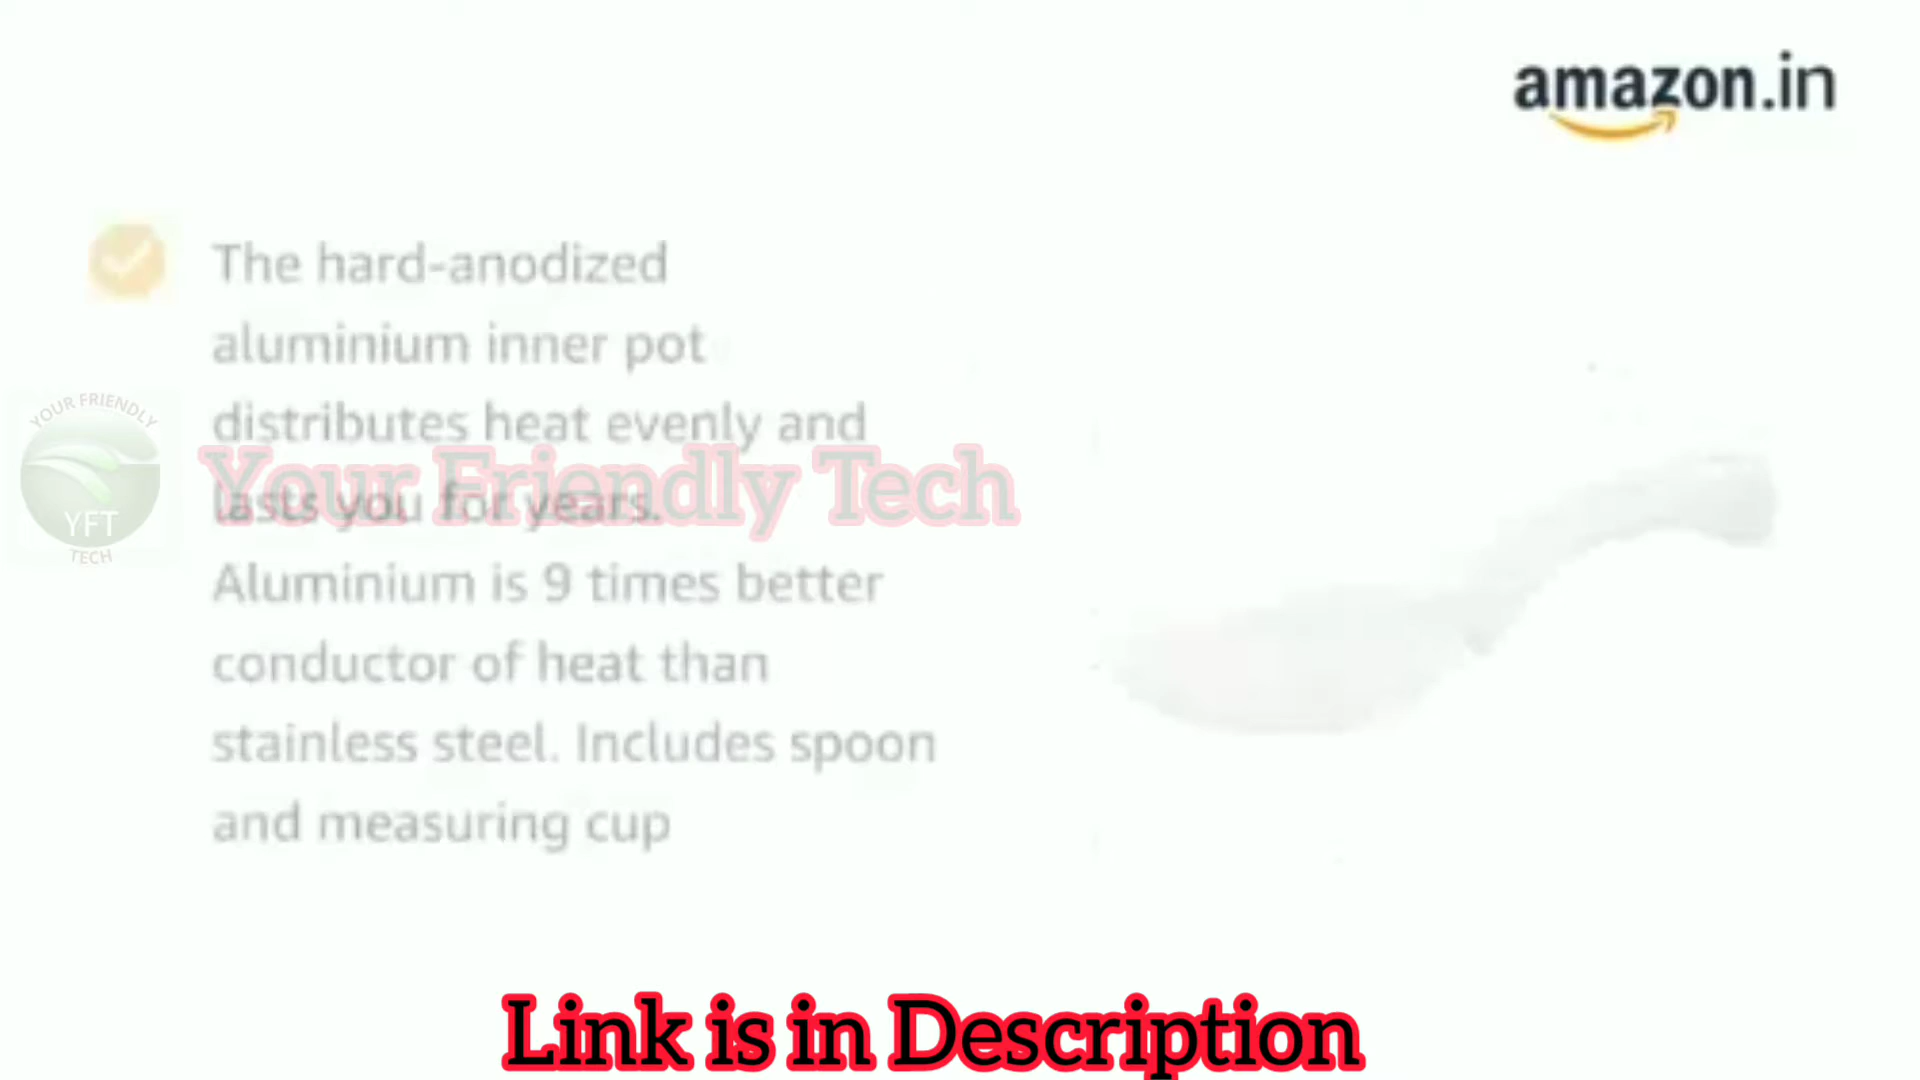 amazon.in
The hard-anodized
aluminium inner pot
distributes heat evenly and
lasts you for years.
Aluminium is 9 times better
conductor of heat than
stainless steel. Includes spoon
and measuring cup
YOUR FRIENDLY
YFT
TECH
Your Friendly Tech
Link is in Description